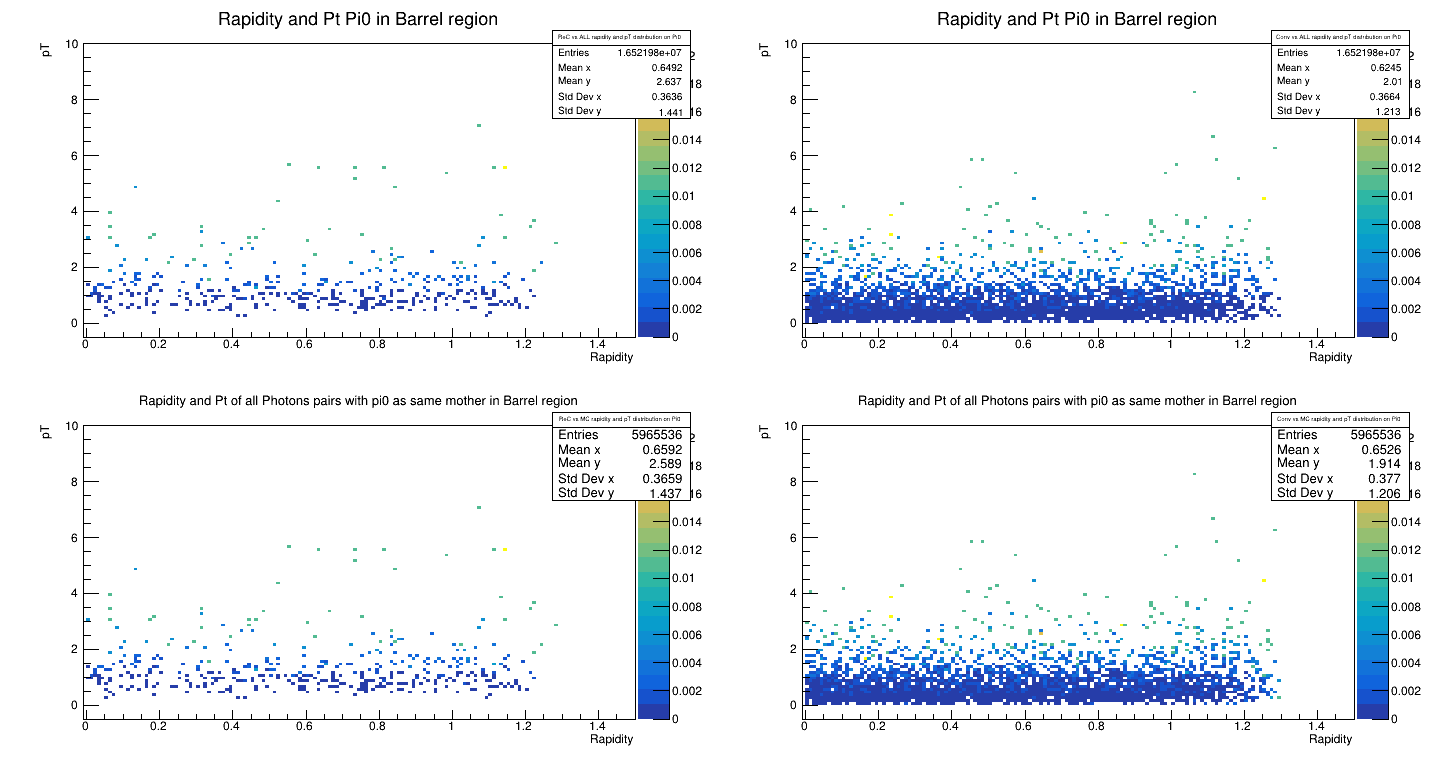 Rapidity and Pt Pi0 in Barrel region
pT
10
8
6
4
2
0
0
0.2
0.4
0.6
0.8
1
1.2
1.4
Rapidity
PleC vs ALL rapidity and pT distribution on Pi0
Entries 1.652198e+07
Mean x 0.6492
Mean y 2.637
Std Dev x 0.3636
Std Dev y 1.441
2
18
16
0.014
0.012
0.01
0.008
0.006
0.004
0.002
0
Rapidity and Pt Pi0 in Barrel region
pT
10
8
6
4
2
0
0.2
0.4
0.6
0.8
1
1.2
1.4
Rapidity
Conv vs ALL rapidity and pT distribution on Pi0
Entries 1.652198e+07
Mean x 0.6245
Mean y 2.01
Std Dev x 0.3664
Std Dev y 1.213
2
18
16
0.014
0.012
0.01
0.008
0.006
0.004
0.002
0
Rapidity and Pt of all Photons pairs with pi0 as same mother in Barrel region
pT
10
8
6
4
2
0
0
0.2
0.4
0.6
0.8
1
1.2
1.4
Rapidity
PleC vs MC rapidity and pT distribution on Pi0
Entries 5965536
Mean x 0.6592
Mean y 2.589
Std Dev x 0.3659
Std Dev y 1.437
2
18
16
0.014
0.012
0.01
0.008
0.006
0.004
0.002
0
Rapidity and Pt of all Photons pairs with pi0 as same mother in Barrel region
pT
10
8
6
4
2
0
0.2
0.4
0.6
0.8
1
1.2
1.4
Rapidity
Conv vs MC rapidity and pT distribution on Pi0
Entries 5965536
Mean x 0.6526
Mean y 1.914
Std Dev x 0.377
Std Dev y 1.206
2
18
16
0.014
0.012
0.01
0.008
0.006
0.004
0.002
0